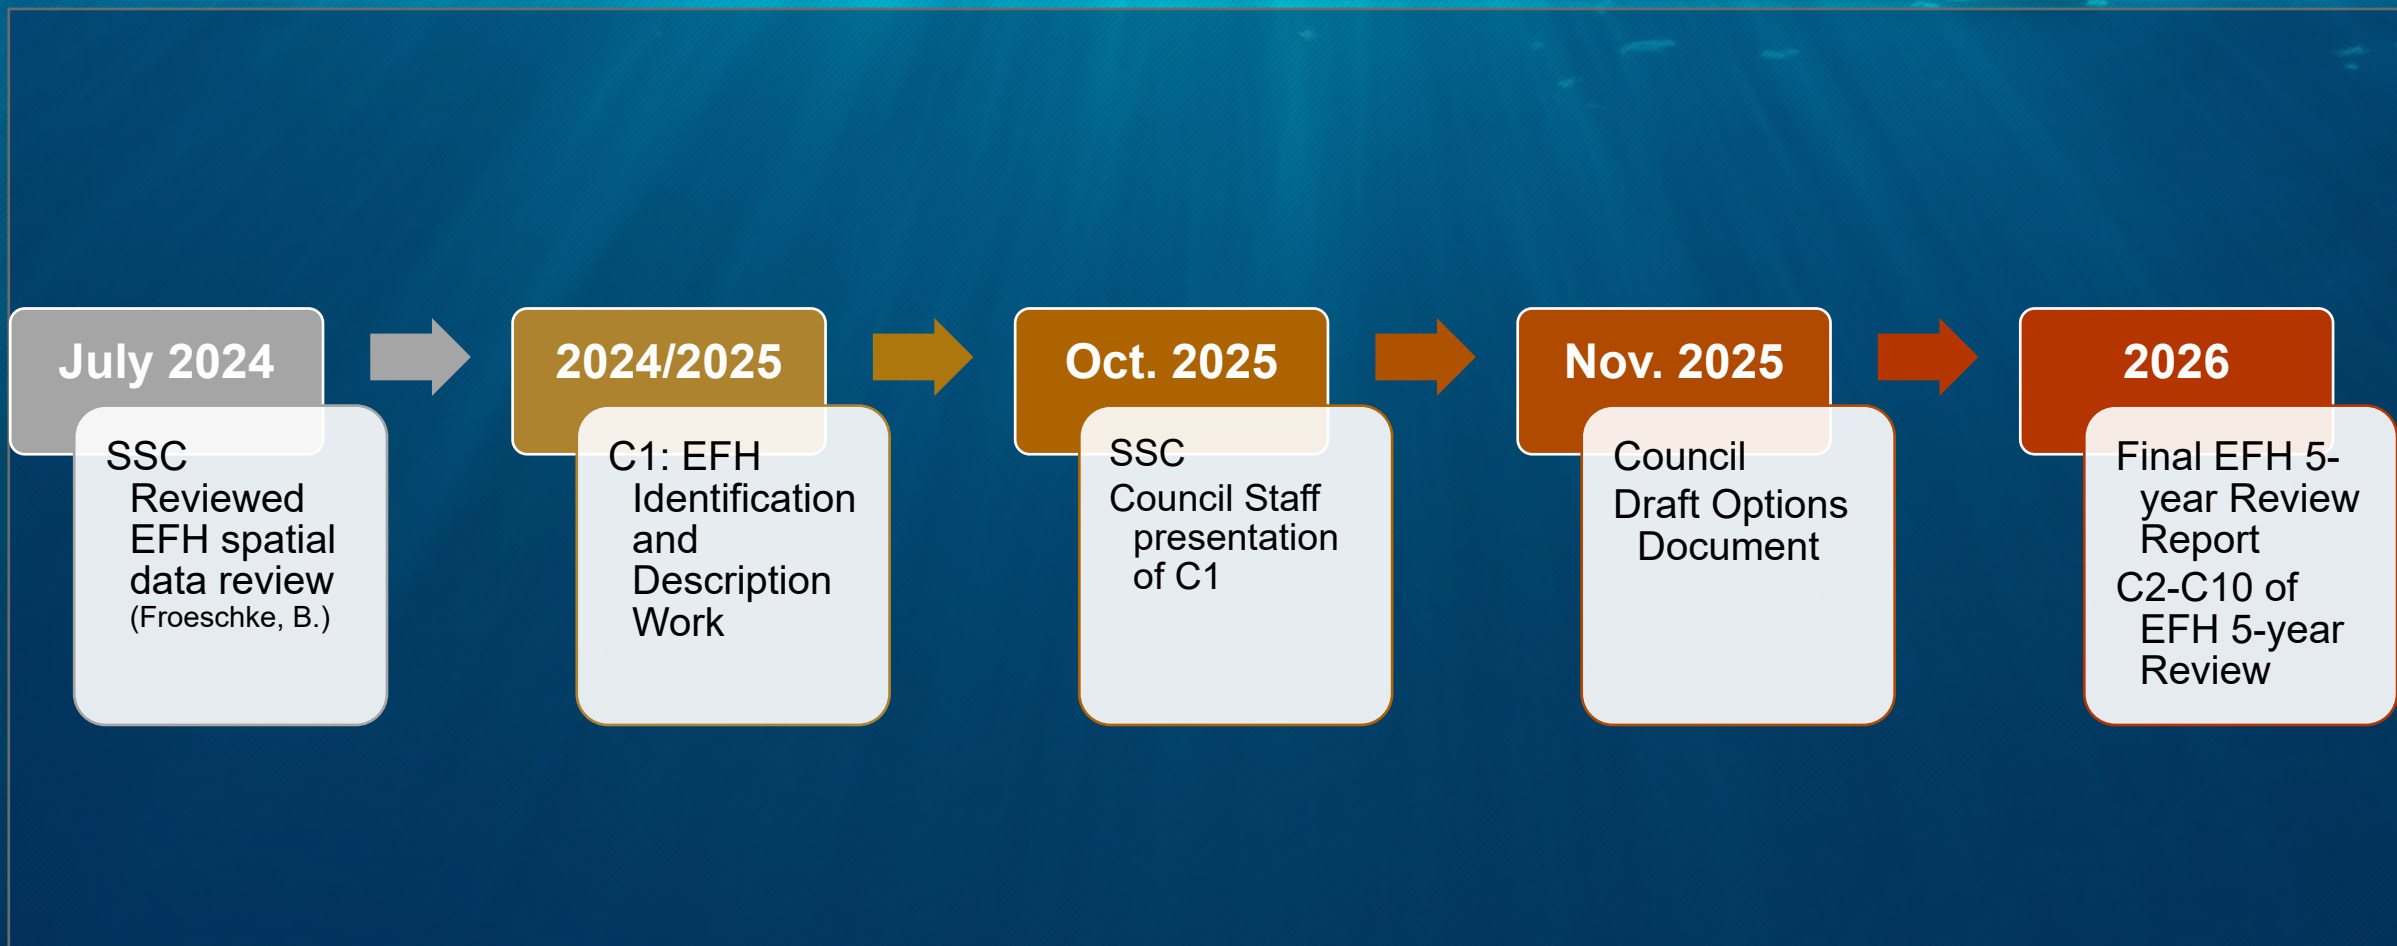 July 2024
SSC
Reviewed
EFH spatial
data review
(Froeschke, B.)
2024/2025
C1: EFH
Identification
and
Description
Work
Oct. 2025
SSC
Council Staff
presentation
of C1
Nov. 2025
Council
Draft Options
Document
2026
Final EFH 5-
year Review
Report
C2-C10 of
EFH 5-year
Review